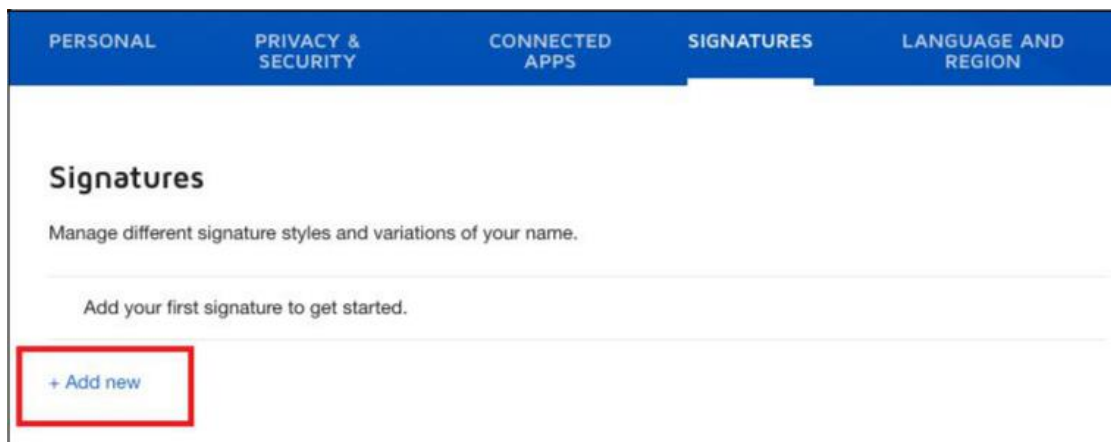 PERSONAL
PRIVACY &
SECURITY
CONNECTED
APPS
SIGNATURES
LANGUAGE AND
REGION
Signatures
Manage different signature styles and variations of your name.
Add your first signature to get started.
+ Add new